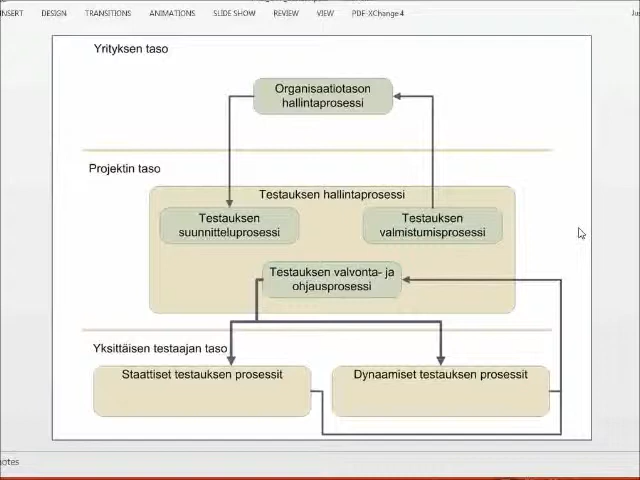 INSERT DESIGN TRANSITIONS ANIMATIONS SLIDE SHOW REVIEW VIEW PDF-XChange 4
Yrityksen taso
Organisaatiotason
hallintaprosessi
Projektin taso
Testauksen hallintaprosessi
Testauksen
suunnitteluprosessi
Testauksen
valmistumisprosessi
Testauksen valvonta- ja
ohjausprosessi
Yksittäisen testaajan taso
Staattiset testauksen prosessit
Dynaamiset testauksen prosessit